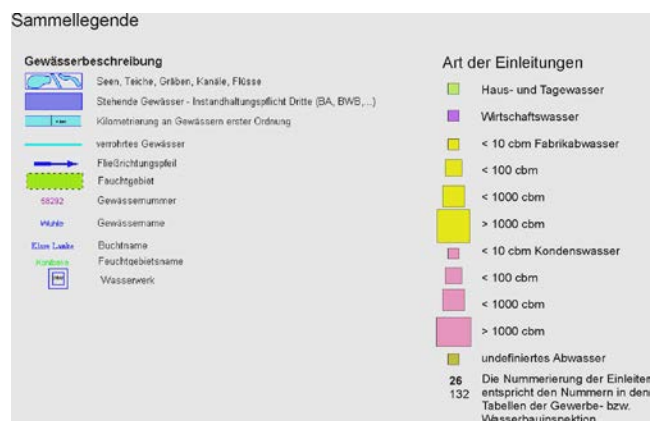 Sammellegende
Gewässerbeschreibung
Seen, Teiche, Gräben, Kanäle, Flüsse
Stehende Gewässer - Instandhaltungspflicht Dritte (BA, BWB,...)
Kilometrierung an Gewässern erster Ordnung
verrohrtes Gewässer
Fließrichtungspfeil
Feuchtgebiet
68292 Gewässernummer
Wuhle Gewässername
Buchtname
Feuchtgebietsname
Wasserwerk
Art der Einleitungen
Haus- und Tagewasser
Wirtschaftswasser
< 10 cbm Fabrikabwasser
< 100 cbm
< 1000 cbm
> 1000 cbm
< 10 cbm Kondenswasser
< 100 cbm
< 1000 cbm
> 1000 cbm
undefiniertes Abwasser
26 Die Nummerierung der Einleiter
132 entspricht den Nummern in den
Tabellen der Gewerbe- bzw.
Wasserbauinspektion